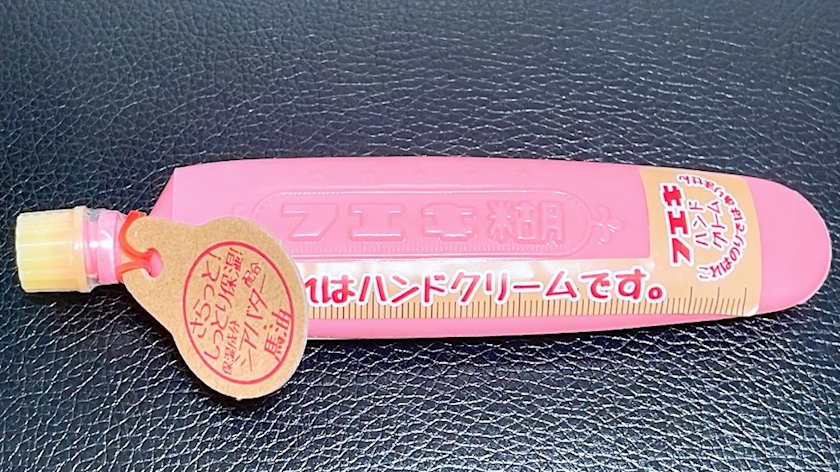 フエキ糊
れはハンドクリームです。
さらっと!
しっとり保湿!
保湿成分
シアバター
配合
馬油
フエキ
ハンド
クリーム
のりではありません